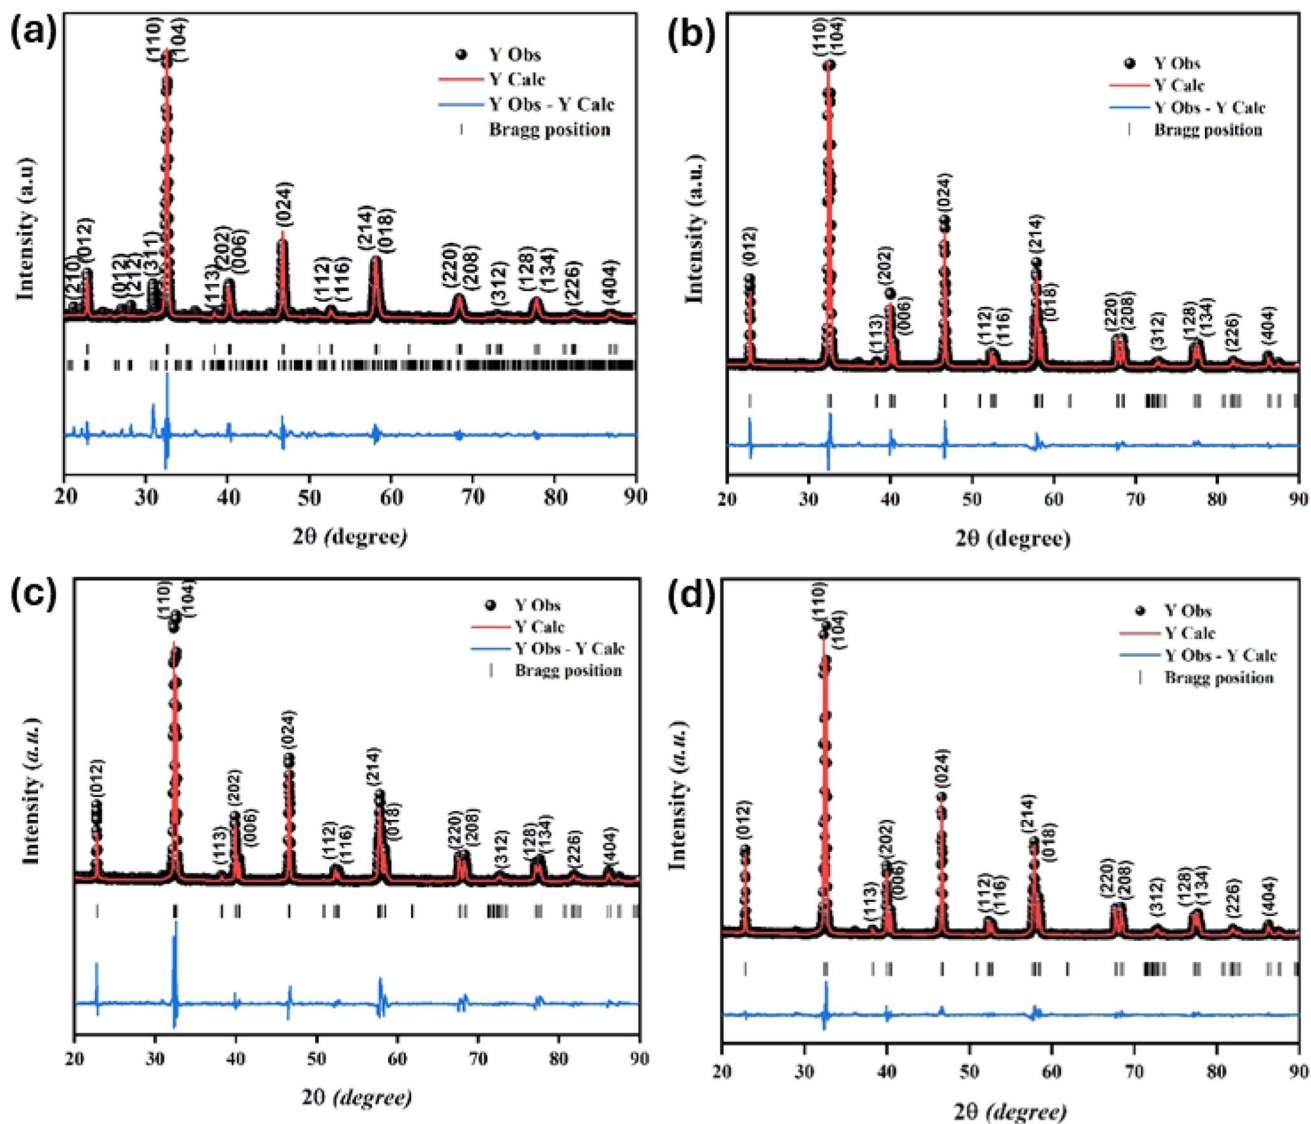 (a)
(110)
(104)
Y Obs
Y Calc
Y Obs - Y Calc
Bragg position
(210)
(012)
(012)
(212)
(311)
(113)
(202)
(006)
(024)
(112)
(116)
(214)
(018)
(220)
(208)
(312)
(128)
(134)
(226)
(404)
Intensity (a.u)
20 30 40 50 60 70 80 90
2θ (degree)
(b)
(110)
(104)
Y Obs
Y Calc
Y Obs - Y Calc
Bragg position
(012)
(113)
(202)
(006)
(024)
(112)
(116)
(214)
(018)
(220)
(208)
(312)
(128)
(134)
(226)
(404)
Intensity (a.u.)
20 30 40 50 60 70 80 90
2θ (degree)
(c)
(110)
(104)
Y Obs
Y Calc
Y Obs - Y Calc
Bragg position
(012)
(113)
(202)
(006)
(024)
(112)
(116)
(214)
(018)
(220)
(208)
(312)
(128)
(134)
(226)
(404)
Intensity (a.u.)
20 30 40 50 60 70 80 90
2θ (degree)
(d)
(110)
(104)
Y Obs
Y Calc
Y Obs - Y Calc
Bragg position
(012)
(113)
(202)
(006)
(024)
(112)
(116)
(214)
(018)
(220)
(208)
(312)
(128)
(134)
(226)
(404)
Intensity (a.u.)
20 30 40 50 60 70 80 90
2θ (degree)